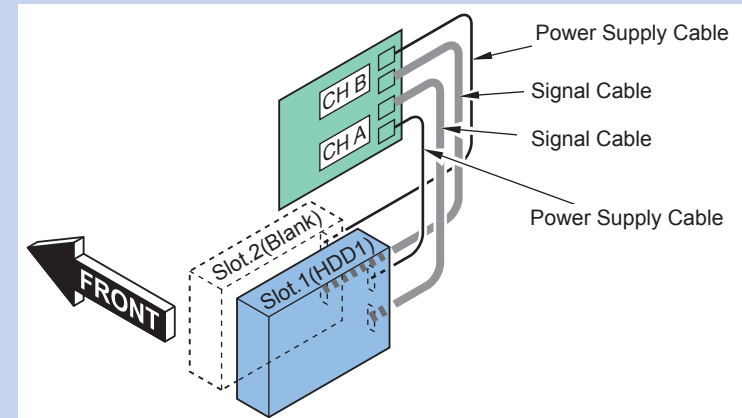 Power Supply Cable
CH B
Signal Cable
CH A
Signal Cable
Power Supply Cable
Slot.2(Blank)
Slot.1(HDD1)
FRONT